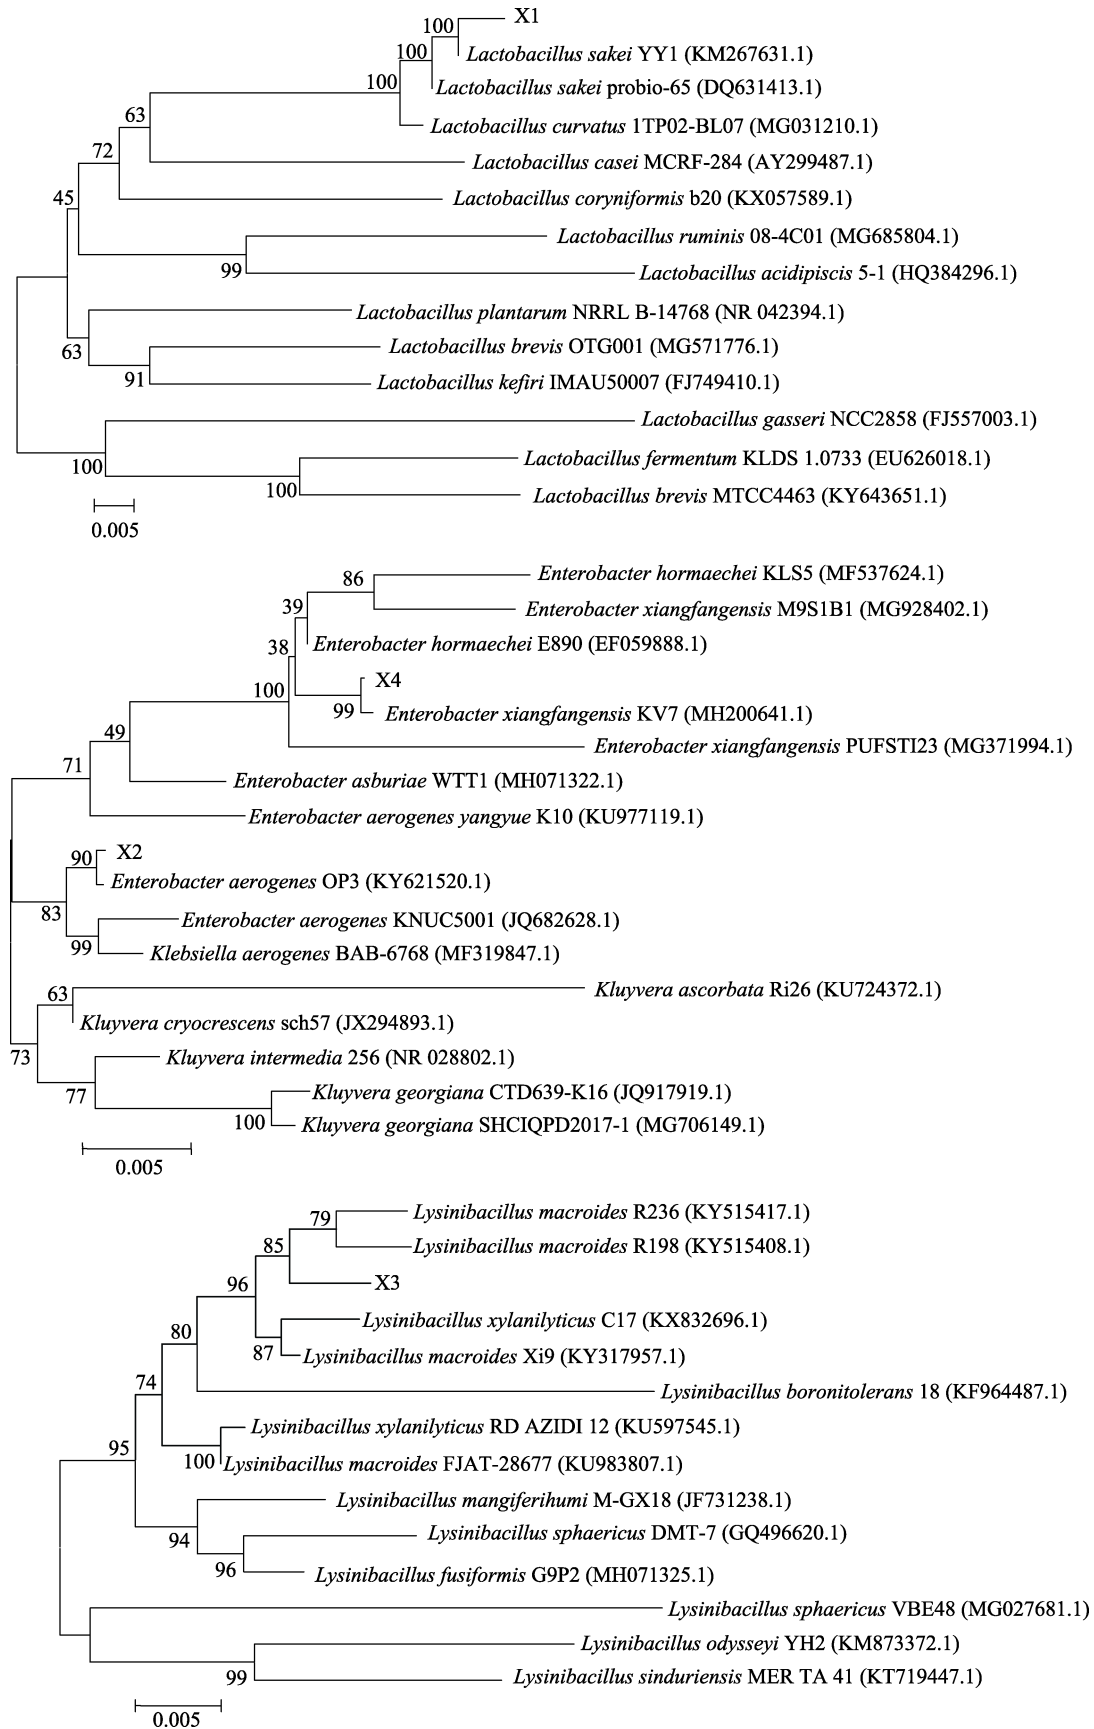 X1
100
Lactobacillus sakei YY1 (KM267631.1)
100
Lactobacillus sakei probio-65 (DQ631413.1)
100
Lactobacillus curvatus 1TP02-BL07 (MG031210.1)
63
Lactobacillus casei MCRF-284 (AY299487.1)
72
Lactobacillus coryniformis b20 (KX057589.1)
45
Lactobacillus ruminis 08-4C01 (MG685804.1)
99
Lactobacillus acidipiscis 5-1 (HQ384296.1)
Lactobacillus plantarum NRRL B-14768 (NR 042394.1)
63
Lactobacillus brevis OTG001 (MG571776.1)
91
Lactobacillus kefiri IMAU50007 (FJ749410.1)
Lactobacillus gasseri NCC2858 (FJ557003.1)
100
Lactobacillus fermentum KLDS 1.0733 (EU626018.1)
100
Lactobacillus brevis MTCC4463 (KY643651.1)
0.005
Enterobacter hormaechei KLS5 (MF537624.1)
86
Enterobacter xiangfangensis M9S1B1 (MG928402.1)
39
Enterobacter hormaechei E890 (EF059888.1)
38
X4
100
99
Enterobacter xiangfangensis KV7 (MH200641.1)
Enterobacter xiangfangensis PUFSTI23 (MG371994.1)
49
Enterobacter asburiae WTT1 (MH071322.1)
71
Enterobacter aerogenes yangyue K10 (KU977119.1)
X2
90
Enterobacter aerogenes OP3 (KY621520.1)
83
Enterobacter aerogenes KNUC5001 (JQ682628.1)
99
Klebsiella aerogenes BAB-6768 (MF319847.1)
63
Kluyvera ascorbata Ri26 (KU724372.1)
Kluyvera cryocrescens sch57 (JX294893.1)
73
Kluyvera intermedia 256 (NR 028802.1)
77
Kluyvera georgiana CTD639-K16 (JQ917919.1)
100
Kluyvera georgiana SHCIQPD2017-1 (MG706149.1)
0.005
Lysinibacillus macroides R236 (KY515417.1)
79
Lysinibacillus macroides R198 (KY515408.1)
85
X3
96
Lysinibacillus xylanilyticus C17 (KX832696.1)
80
87
Lysinibacillus macroides Xi9 (KY317957.1)
74
Lysinibacillus boronitolerans 18 (KF964487.1)
Lysinibacillus xylanilyticus RD AZIDI 12 (KU597545.1)
95
100
Lysinibacillus macroides FJAT-28677 (KU983807.1)
Lysinibacillus mangiferihumi M-GX18 (JF731238.1)
94
Lysinibacillus sphaericus DMT-7 (GQ496620.1)
96
Lysinibacillus fusiformis G9P2 (MH071325.1)
Lysinibacillus sphaericus VBE48 (MG027681.1)
Lysinibacillus odysseyi YH2 (KM873372.1)
99
Lysinibacillus sinduriensis MER TA 41 (KT719447.1)
0.005